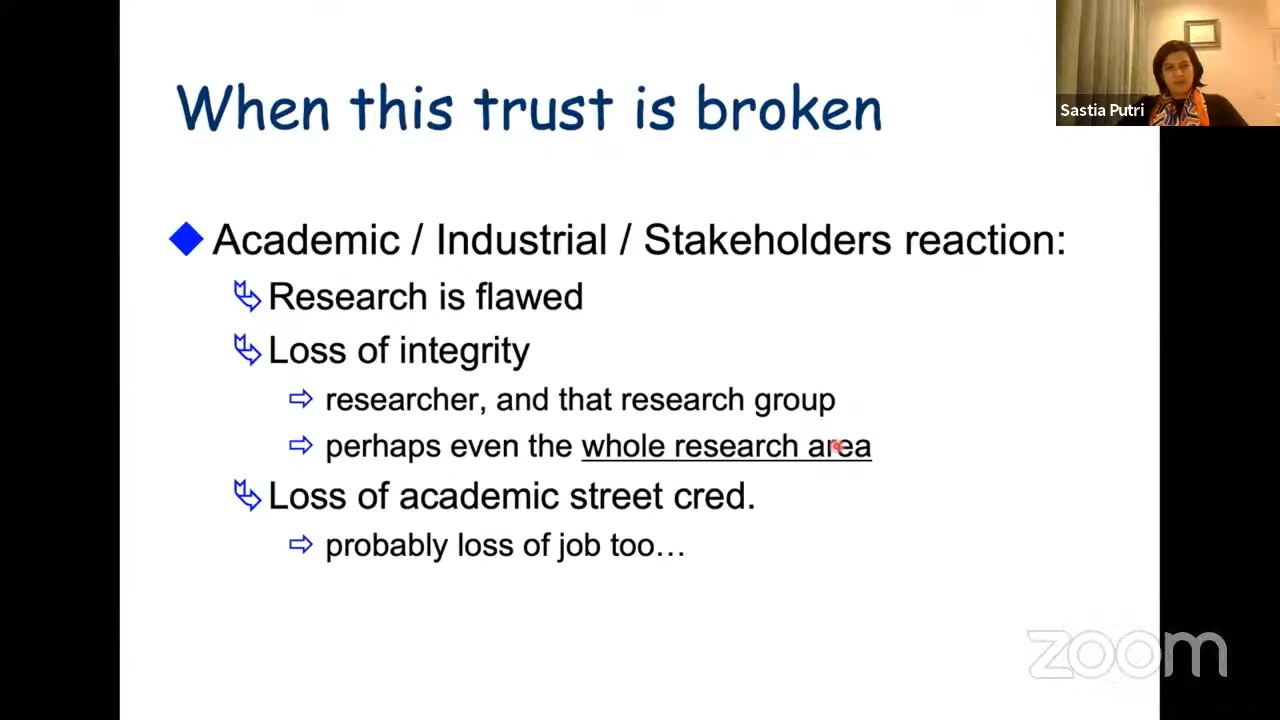 When this trust is broken
Sastia Putri
Academic / Industrial / Stakeholders reaction:
Research is flawed
Loss of integrity
researcher, and that research group
perhaps even the whole research area
Loss of academic street cred.
probably loss of job too...
zoom